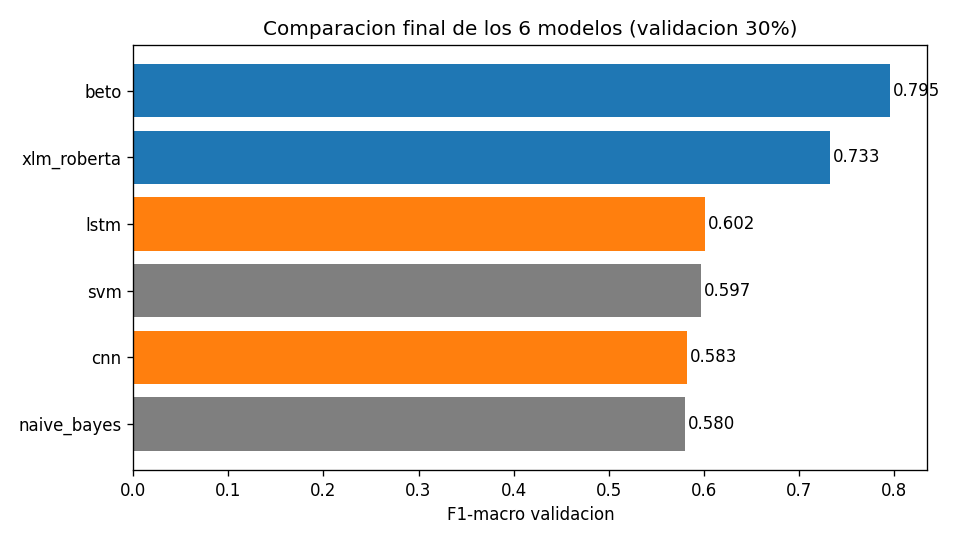 Comparacion final de los 6 modelos (validacion 30%)
beto 0.795
xlm_roberta 0.733
lstm 0.602
svm 0.597
cnn 0.583
naive_bayes 0.580
0.0 0.1 0.2 0.3 0.4 0.5 0.6 0.7 0.8
F1-macro validacion